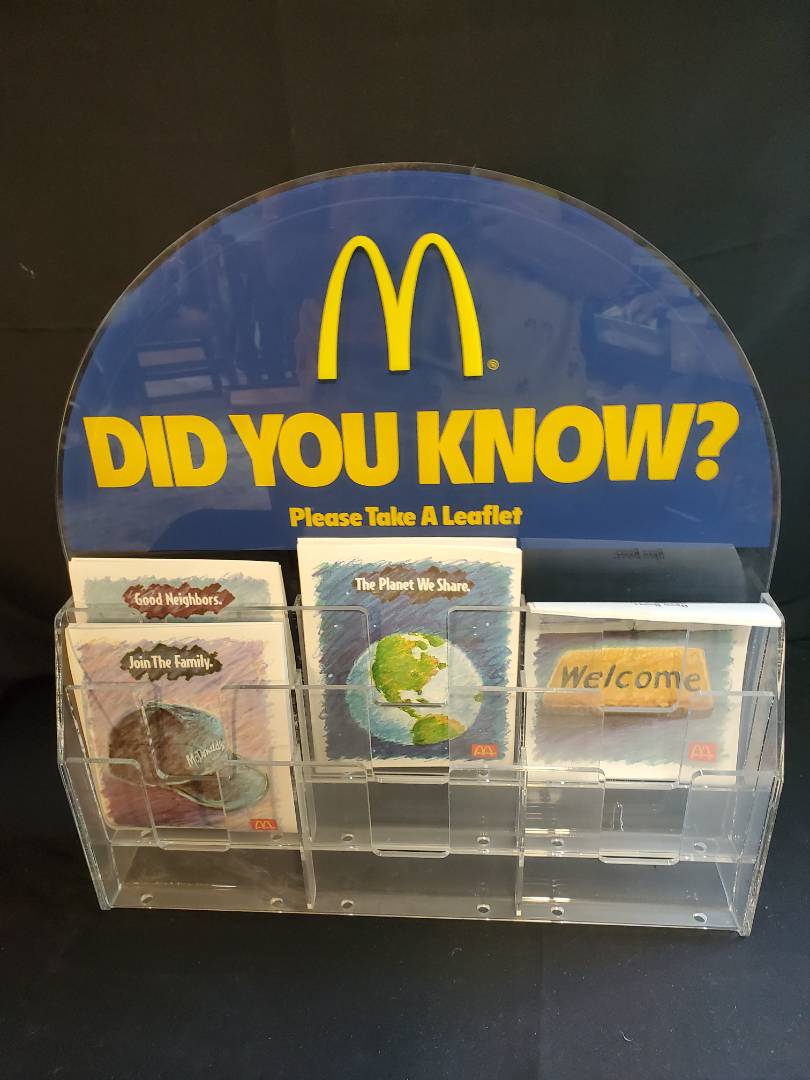 DID YOU KNOW?
Please Take A Leaflet
Good Neighbors.
The Planet We Share.
Join The Family.
McDonald's
Welcome